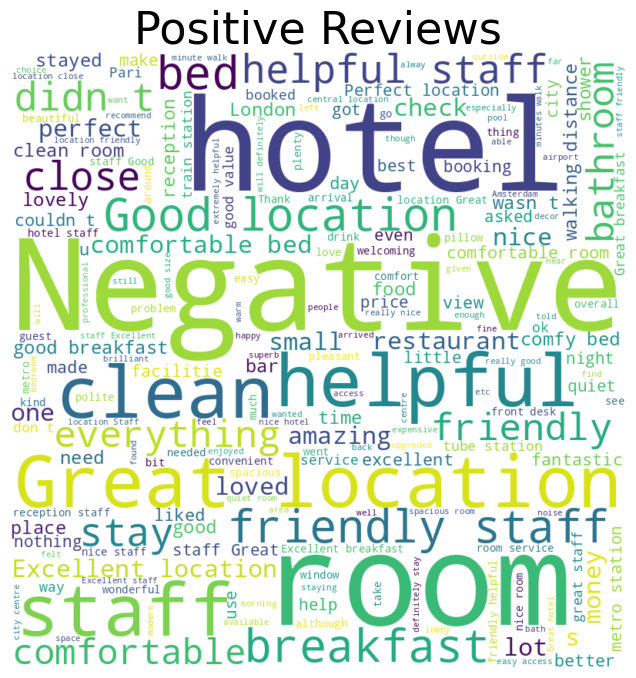 Positive Reviews
stayed
make
minute walk
alway
outside
far
choice
location close
Pari
bed
helpful staff
booked
Perfect location
city
shower
staff friendly
didn t
want
London
got
go
check
especially
pool
bathroom
beautiful
recommend
central location
left
minutes walk
perfect
location friendly
reception
train station
hotel
though
thing
able
airport
clean room
staff Good
extremely helpful
good value
will definitely
plenty
best
booking
walking distance
close
around
day
Thank
arrival
location Great
wasn t
Amsterdam
decor
Great breakfast
lovely
couldn t
Good location
asked
nice
hotel staff
u
comfortable bed
drink
even
pillow
love
welcoming
comfortable room
hear
Negative
professional
still
good size
easy
problem
warm
comfort
food
price
view
given
overall
will
guest
staff Excellent
happy
people
really nice
arrived
enough
fine
told
ok
good breakfast
brilliant
superb
small
restaurant
comfy bed
metro
bedroom
made
facilitie
bar
pleasant
little
really good
night
find
clean
helpful
quiet
kind
polite
much
access
etc
see
one
location Staff
feel
nice hotel
wanted
time
centre
expensive
front desk
friendly
don t
everything
amazing
need
found
bit
needed
enjoyed
convenient
went
back
upgraded
tube station
service
excellent
fantastic
spacious
Great location
loved
quiet room
area
reception staff
liked
well
spacious room
noise
place
nothing
stay
good
friendly staff
felt
nice staff
staff Great
Excellent breakfast
room service
great staff
Excellent location
Excellent staff
window
staying
take
definitely stay
room
nice room
money
metro station
way
wonderful
use
help
although
staff
modern
morning
available
lobby
friendly helpful
Great hotel
s
city centre
space
comfortable
breakfast
lot
bath
easy access
better